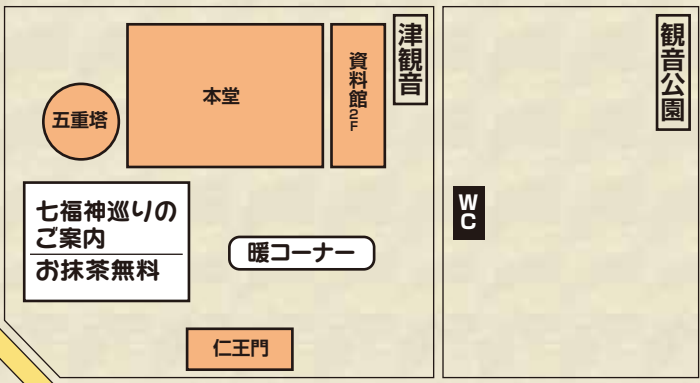 津観音
観音公園
本堂
資料館2F
五重塔
WC
七福神巡りの
ご案内
お抹茶無料
暖コーナー
仁王門